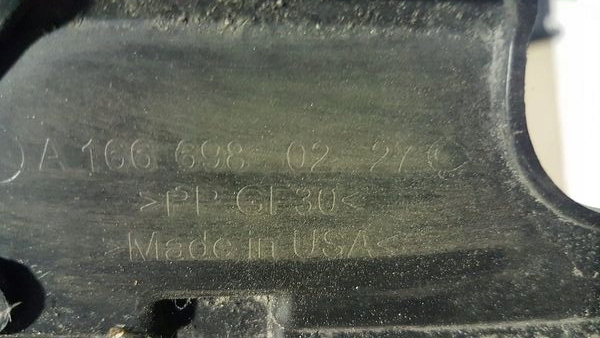 A 166 698 02 27
>PP GF30<
>Made in USA<